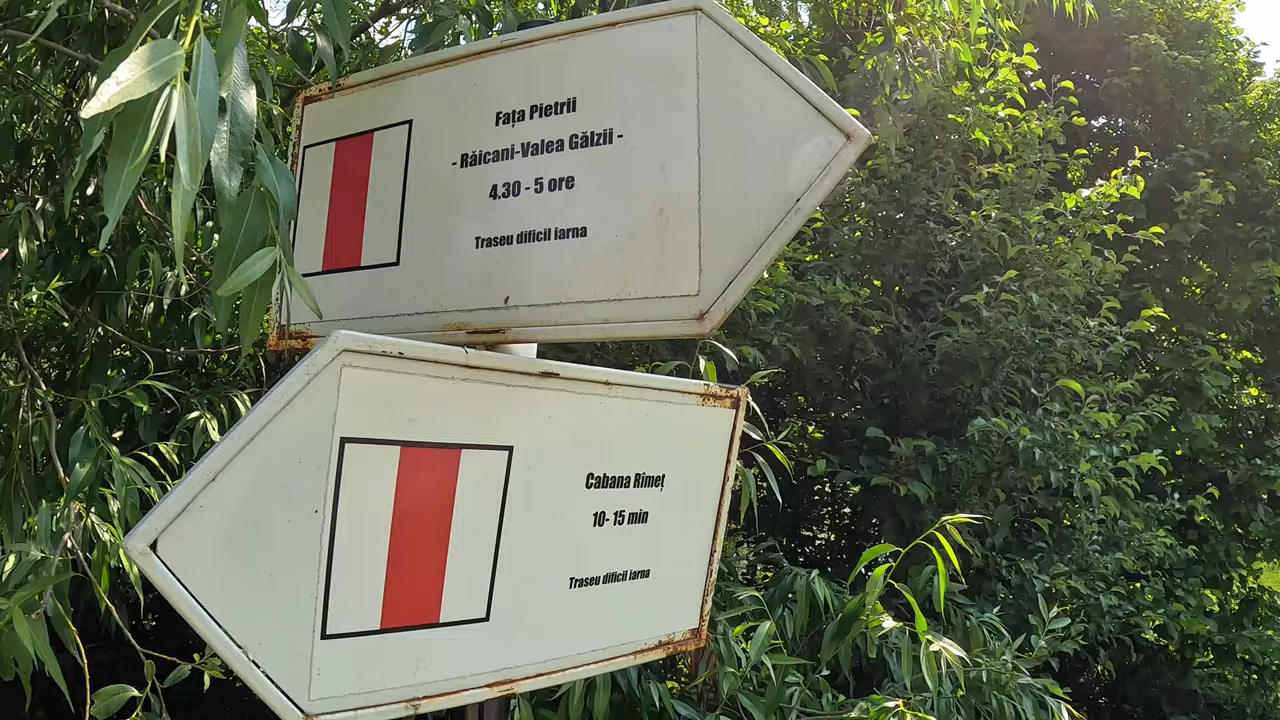 Fața Pietrii
- Răicani-Valea Gălzii -
4.30 - 5 ore
Traseu dificil iarna
Cabana Rîmeț
10- 15 min
Traseu dificil iarna